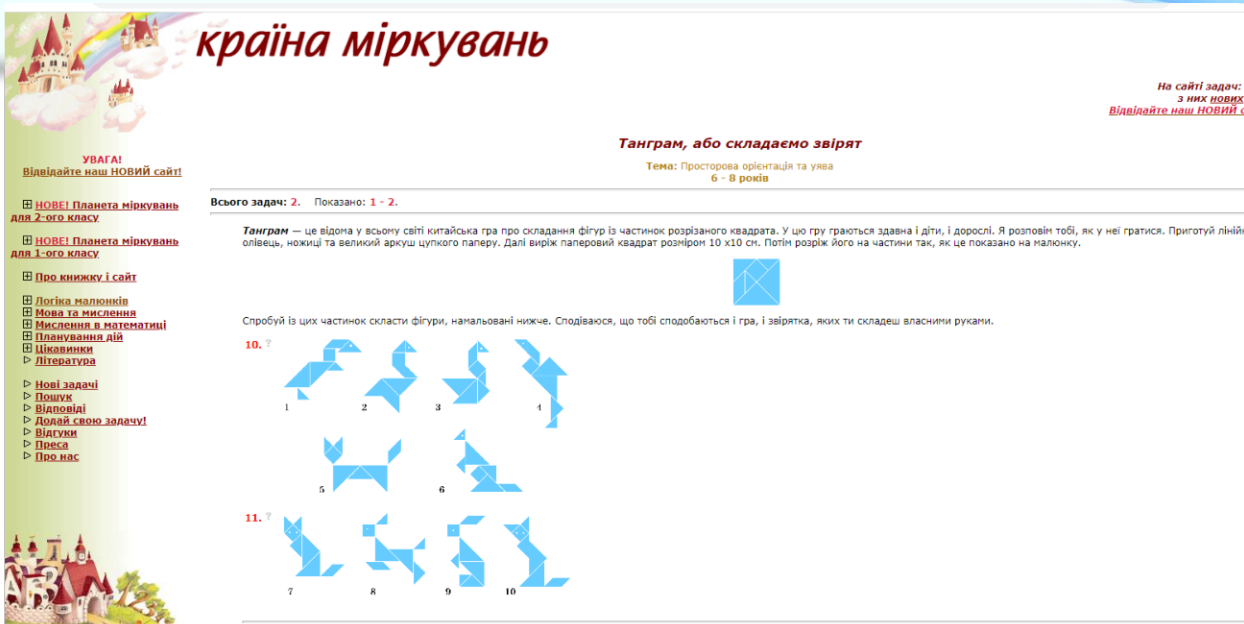 країна міркувань
На сайті задач:
з них нових
Відвідайте наш НОВИЙ
УВАГА!
Відвідайте наш НОВИЙ сайт!
НОВЕ! Планета міркувань
для 2-ого класу
НОВЕ! Планета міркувань
для 1-ого класу
Про книжку і сайт
Логіка малюнків
Мова та мислення
Мислення в математиці
Планування дій
Цікавинки
Література
Нові задачі
Пошук
Відповіді
Додай свою задачу!
Відгуки
Преса
Про нас
Танграм, або складаємо звірят
Тема: Просторова орієнтація та уява
6 - 8 років
Всього задач: 2. Показано: 1 - 2.
Танграм — це відома у всьому світі китайська гра про складання фігур із частинок розрізаного квадрата. У цю гру граються здавна і діти, і дорослі. Я розповім тобі, як у неї гратися. Приготуй
олівець, ножиці та великий аркуш цупкого паперу. Далі виріж паперовий квадрат розміром 10 x10 см. Потім розріж його на частини так, як це показано на малюнку.
Спробуй із цих частинок скласти фігури, намальовані нижче. Сподіваюся, що тобі сподобаються і гра, і звірятка, яких ти складеш власними руками.
10. ?
1 2 3 4
5 6
11. ?
7 8 9 10